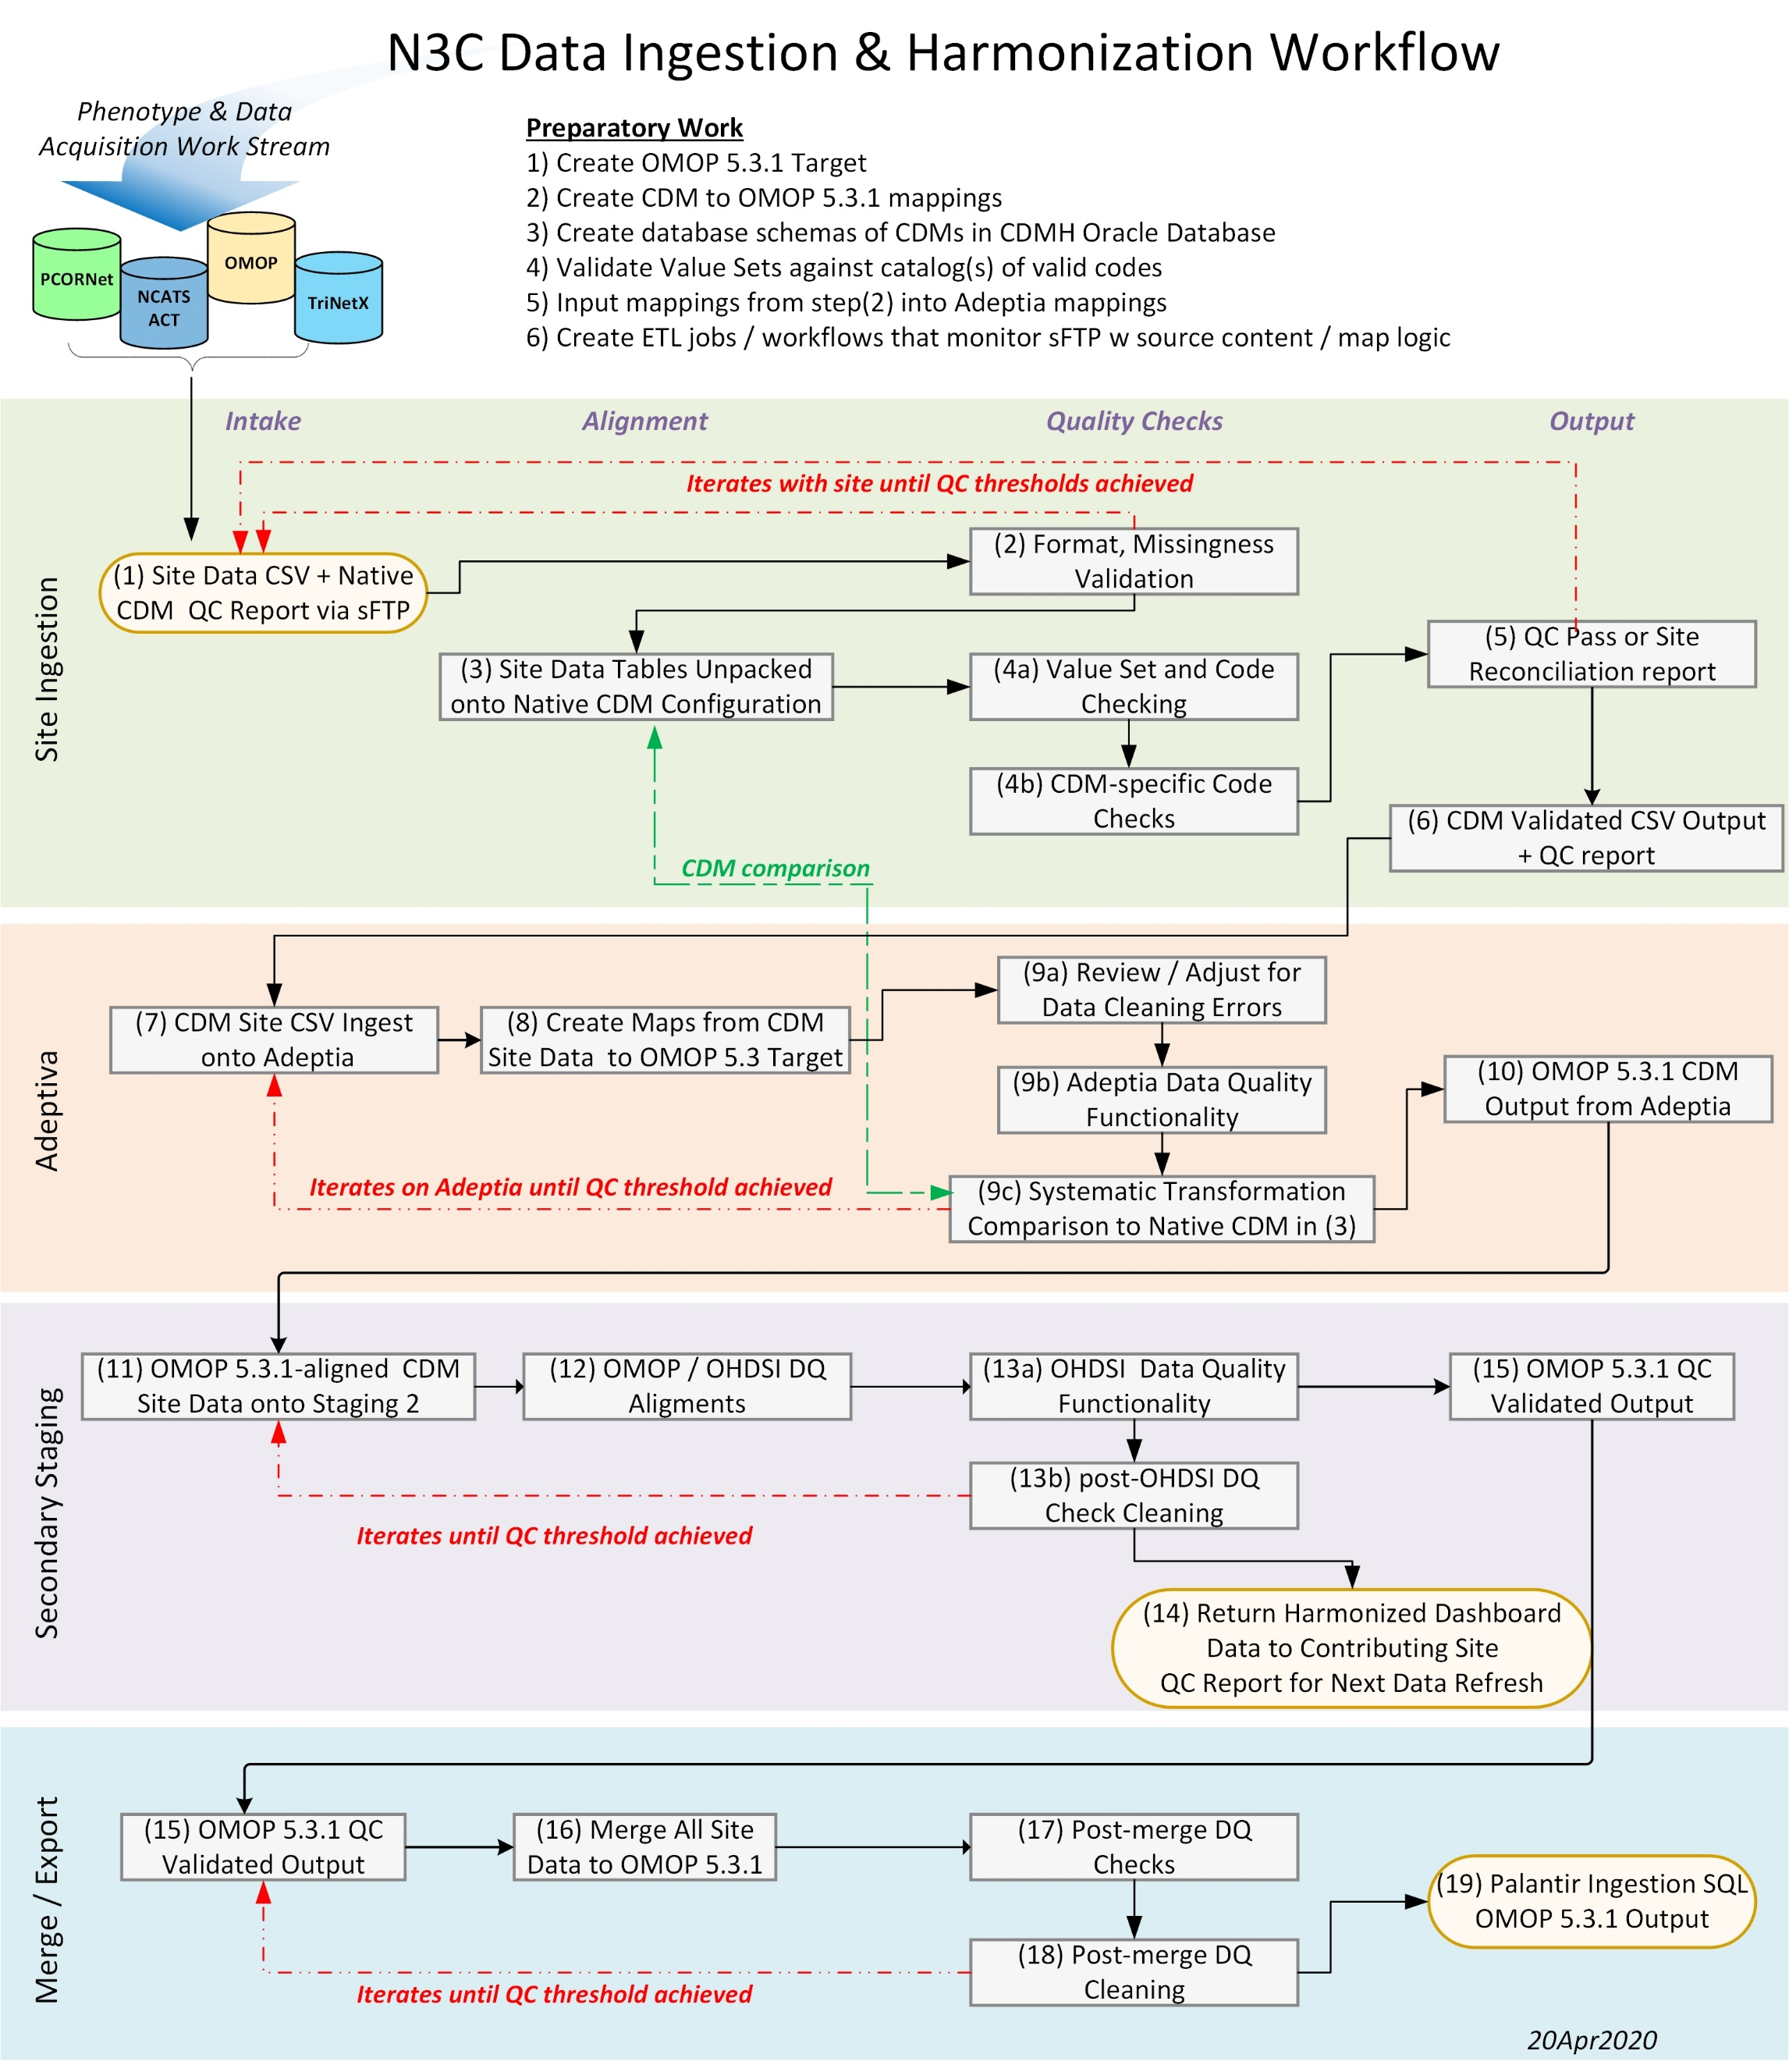 N3C Data Ingestion & Harmonization Workflow
Phenotype & Data
Acquisition Work Stream
PCORNet
NCATS
ACT
OMOP
TriNetX
Preparatory Work
1) Create OMOP 5.3.1 Target
2) Create CDM to OMOP 5.3.1 mappings
3) Create database schemas of CDMs in CDMH Oracle Database
4) Validate Value Sets against catalog(s) of valid codes
5) Input mappings from step(2) into Adeptia mappings
6) Create ETL jobs / workflows that monitor sFTP w source content / map logic
Intake
Alignment
Quality Checks
Output
Site Ingestion
Iterates with site until QC thresholds achieved
(1) Site Data CSV + Native
CDM  QC Report via sFTP
(2) Format, Missingness
Validation
(3) Site Data Tables Unpacked
onto Native CDM Configuration
(4a) Value Set and Code
Checking
(4b) CDM-specific Code
Checks
(5) QC Pass or Site
Reconciliation report
(6) CDM Validated CSV Output
+ QC report
CDM comparison
Adeptiva
(7) CDM Site CSV Ingest
onto Adeptia
(8) Create Maps from CDM
Site Data  to OMOP 5.3 Target
(9a) Review / Adjust for
Data Cleaning Errors
(9b) Adeptia Data Quality
Functionality
(9c) Systematic Transformation
Comparison to Native CDM in (3)
(10) OMOP 5.3.1 CDM
Output from Adeptia
Iterates on Adeptia until QC threshold achieved
Secondary Staging
(11) OMOP 5.3.1-aligned  CDM
Site Data onto Staging 2
(12) OMOP / OHDSI DQ
Aligments
(13a) OHDSI  Data Quality
Functionality
(15) OMOP 5.3.1 QC
Validated Output
(13b) post-OHDSI DQ
Check Cleaning
Iterates until QC threshold achieved
(14) Return Harmonized Dashboard
Data to Contributing Site
QC Report for Next Data Refresh
Merge / Export
(15) OMOP 5.3.1 QC
Validated Output
(16) Merge All Site
Data to OMOP 5.3.1
(17) Post-merge DQ
Checks
(18) Post-merge DQ
Cleaning
(19) Palantir Ingestion SQL
OMOP 5.3.1 Output
Iterates until QC threshold achieved
20Apr2020